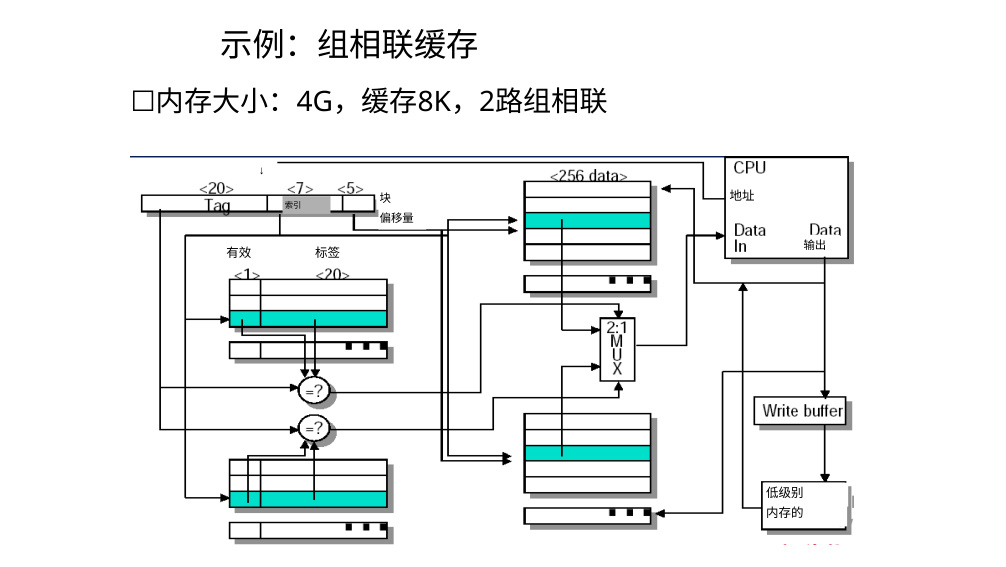 示例：组相联缓存
□内存大小：4G，缓存8K，2路组相联
↓
<20> <7> <5> 块
Tag 索引
偏移量
有效 标签
<1> <20>
=?
=?
<256 data>
2:1
M
U
X
CPU
地址
Data Data
In 输出
Write buffer
低级别
内存的